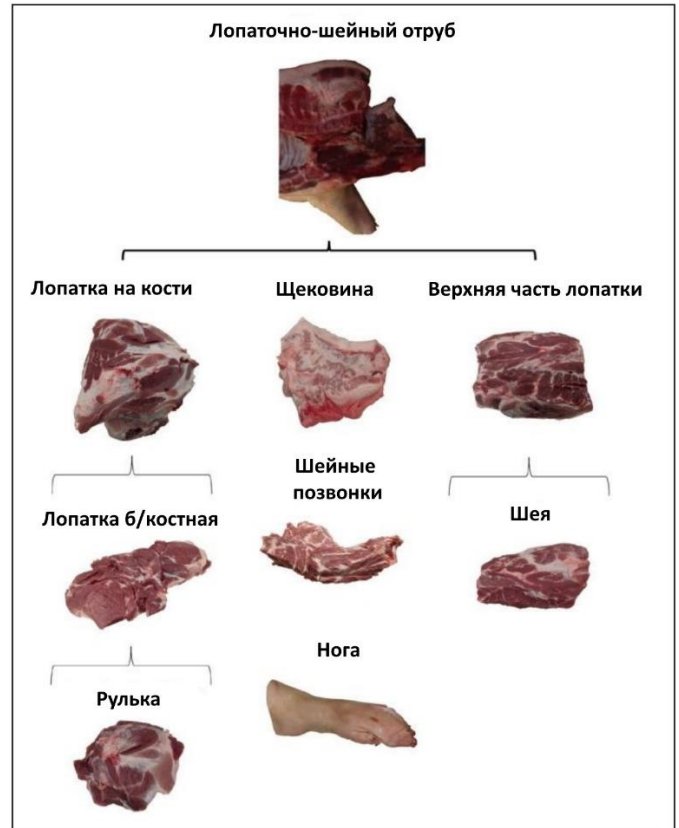 Лопаточно-шейный отруб
Лопатка на кости
Щековина
Верхняя часть лопатки
Шейные
позвонки
Лопатка б/костная
Шея
Нога
Рулька